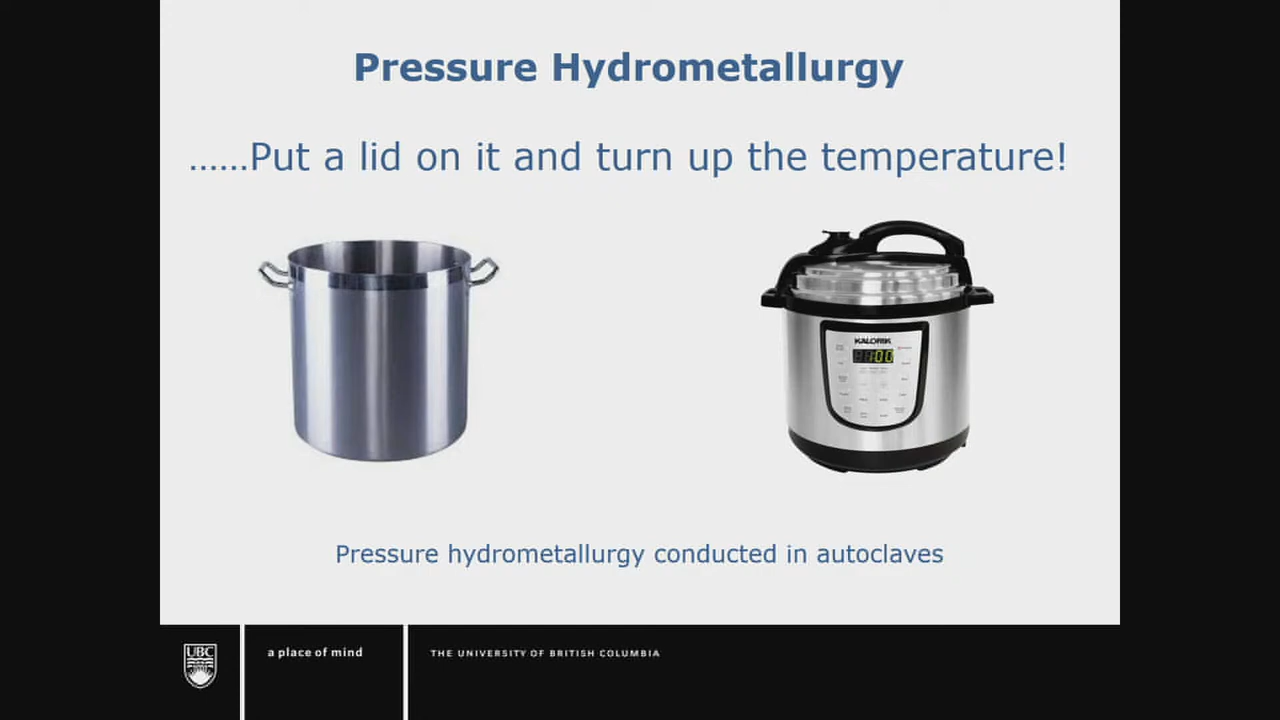 Pressure Hydrometallurgy
......Put a lid on it and turn up the temperature!
KALORIK
100
Pressure hydrometallurgy conducted in autoclaves
UBC
a place of mind
THE UNIVERSITY OF BRITISH COLUMBIA